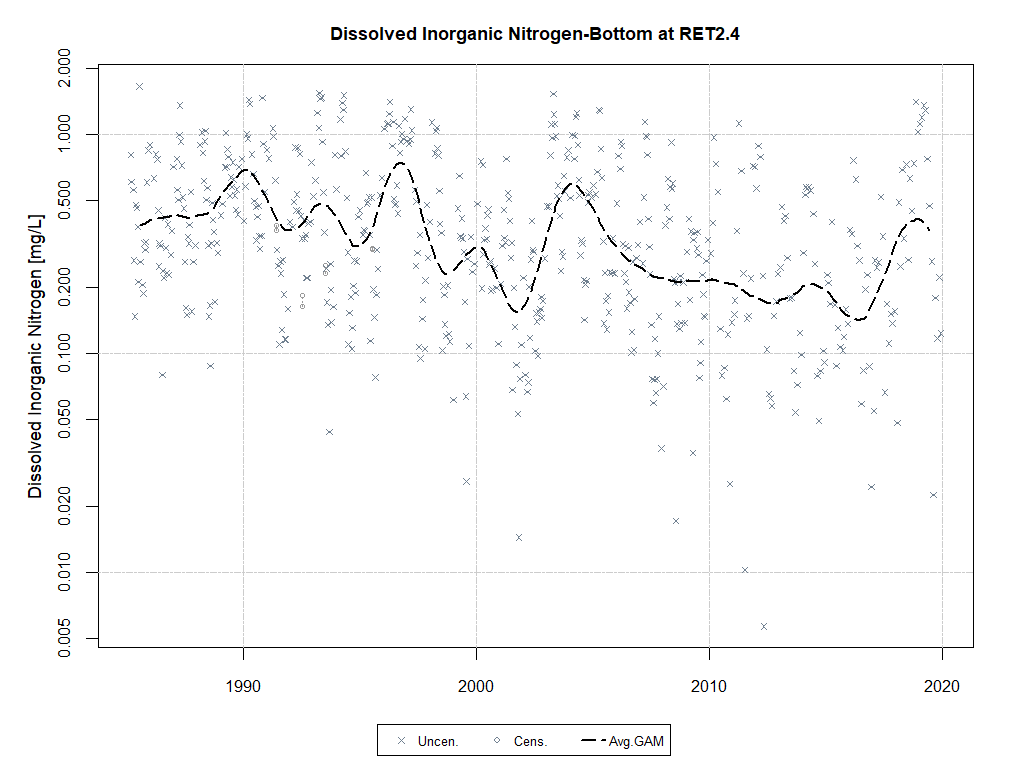 Dissolved Inorganic Nitrogen-Bottom at RET2.4
Dissolved Inorganic Nitrogen [mg/L]
2.000
1.000
0.500
0.200
0.100
0.050
0.020
0.010
0.005
1990 2000 2010 2020
Uncen. Cens. Avg.GAM